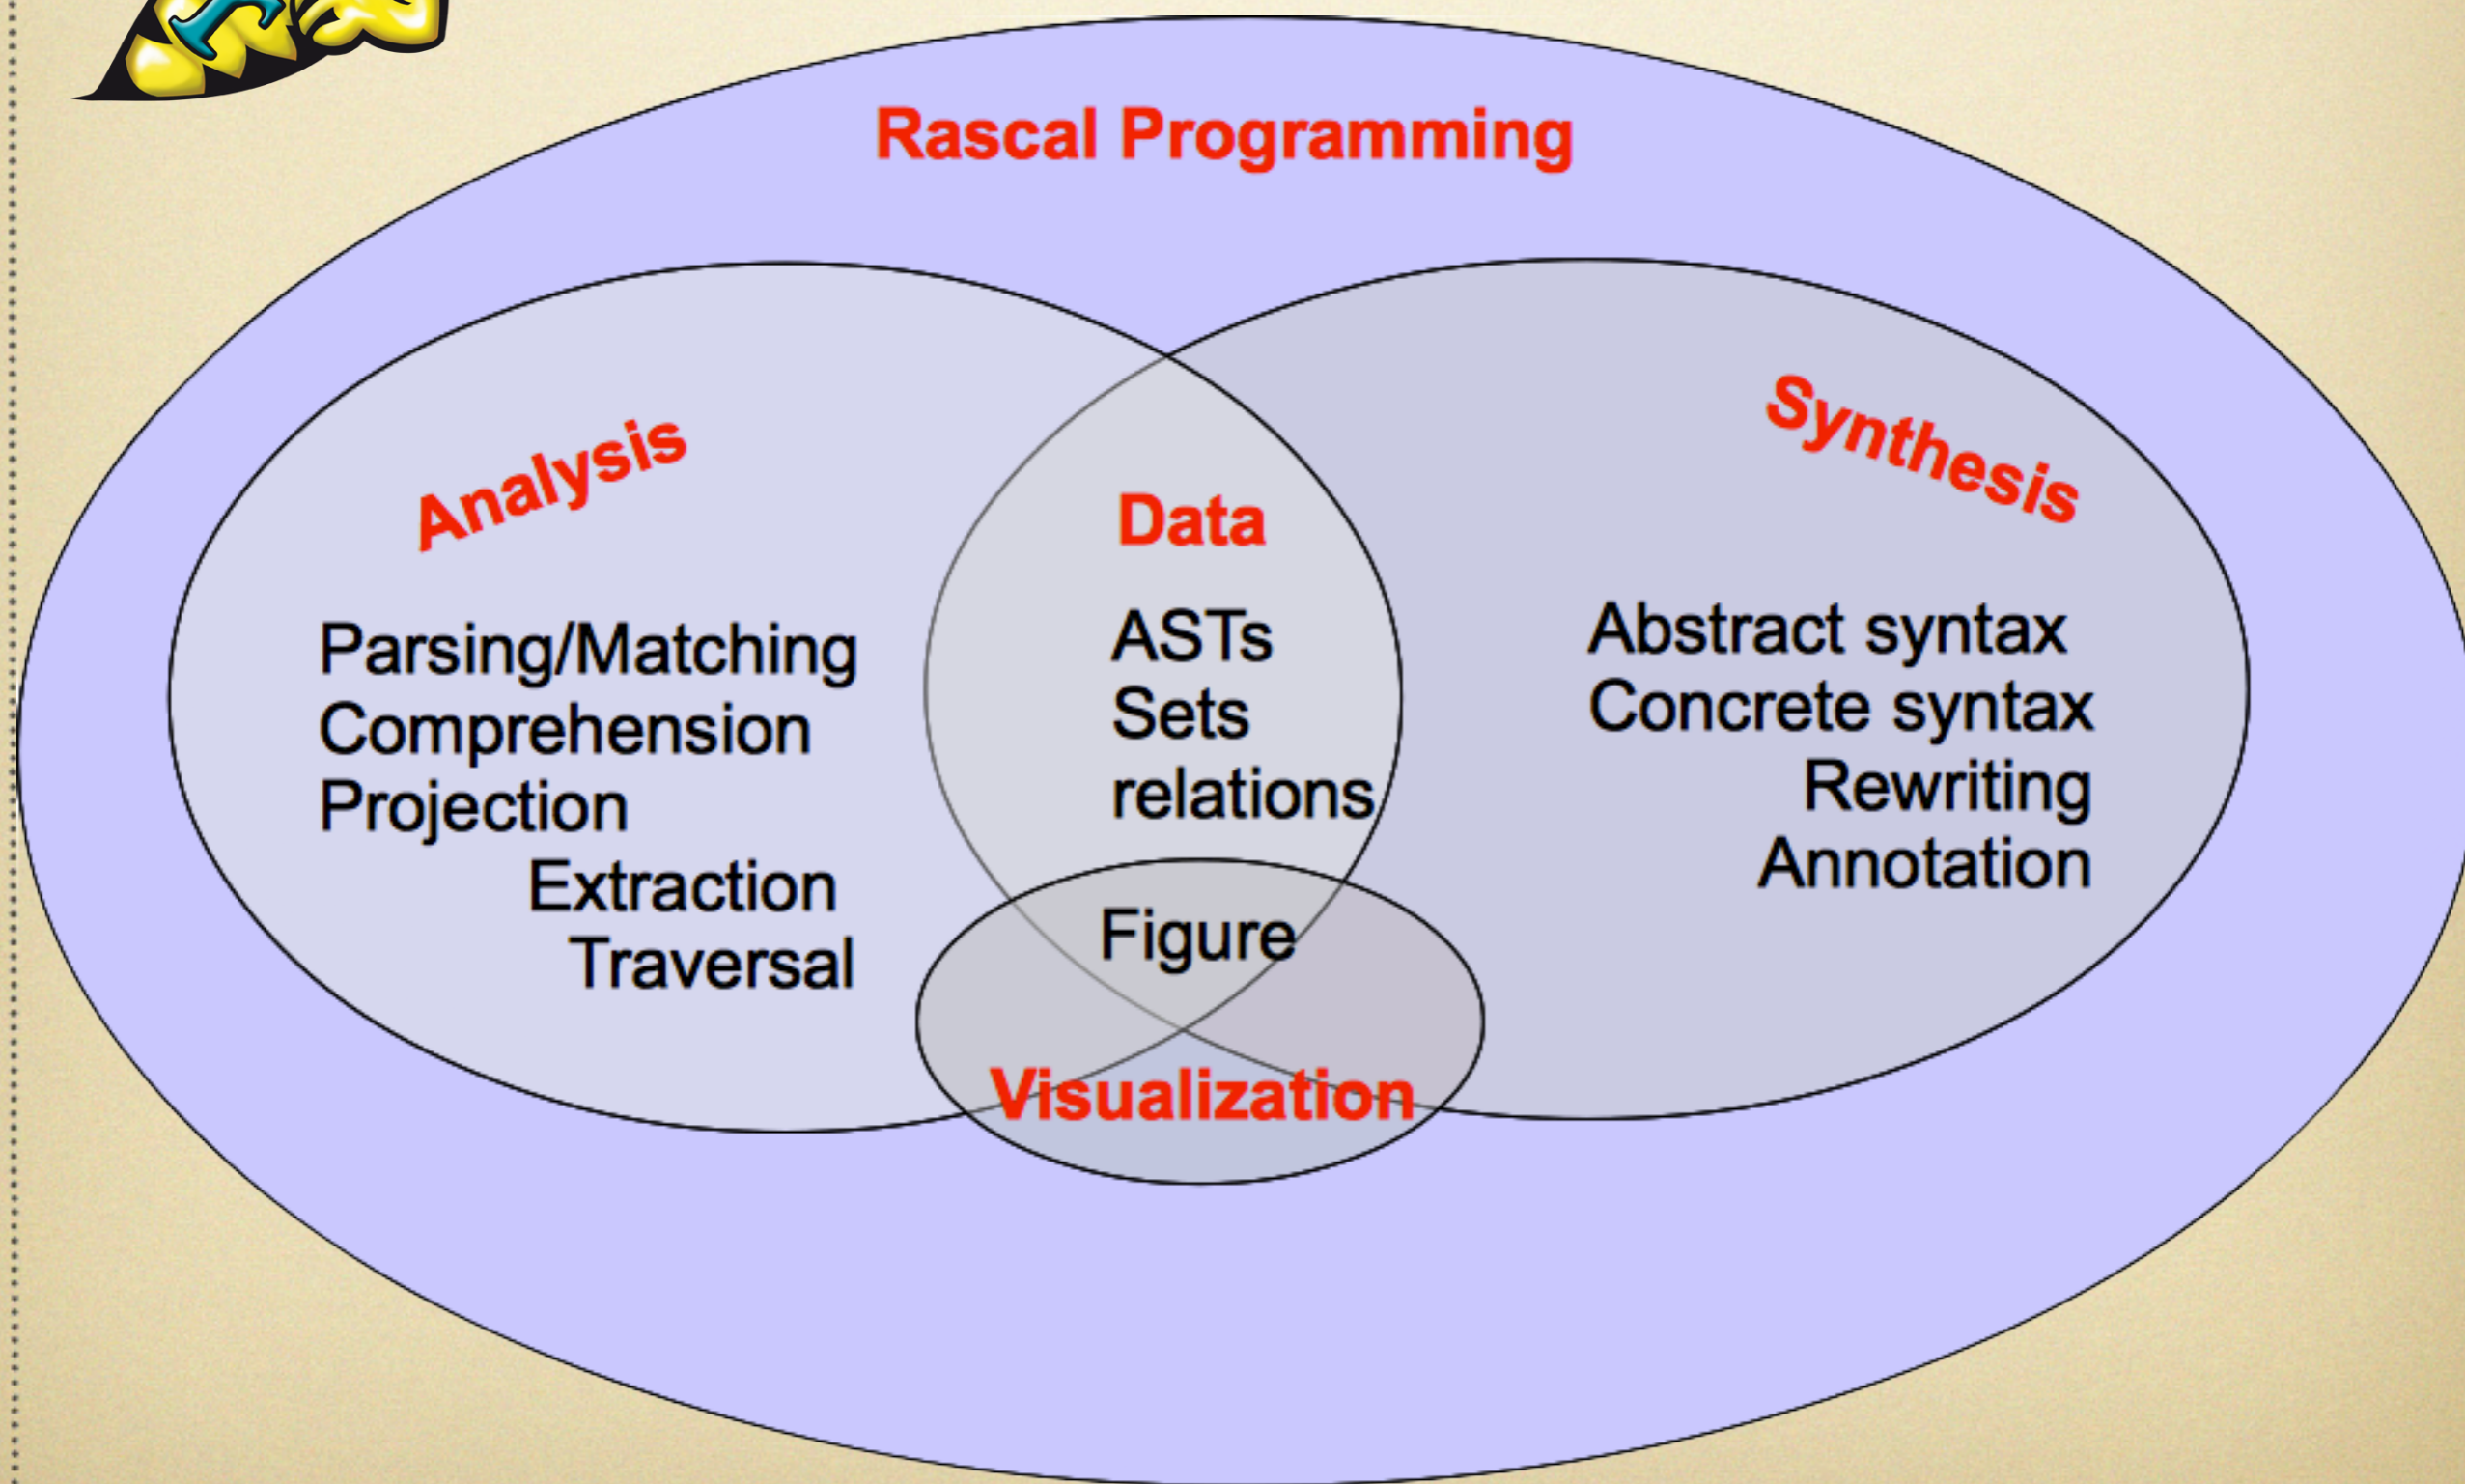 Rascal Programming
Analysis
Parsing/Matching
Comprehension
Projection
Extraction
Traversal
Data
ASTs
Sets
relations
Figure
Visualization
Synthesis
Abstract syntax
Concrete syntax
Rewriting
Annotation